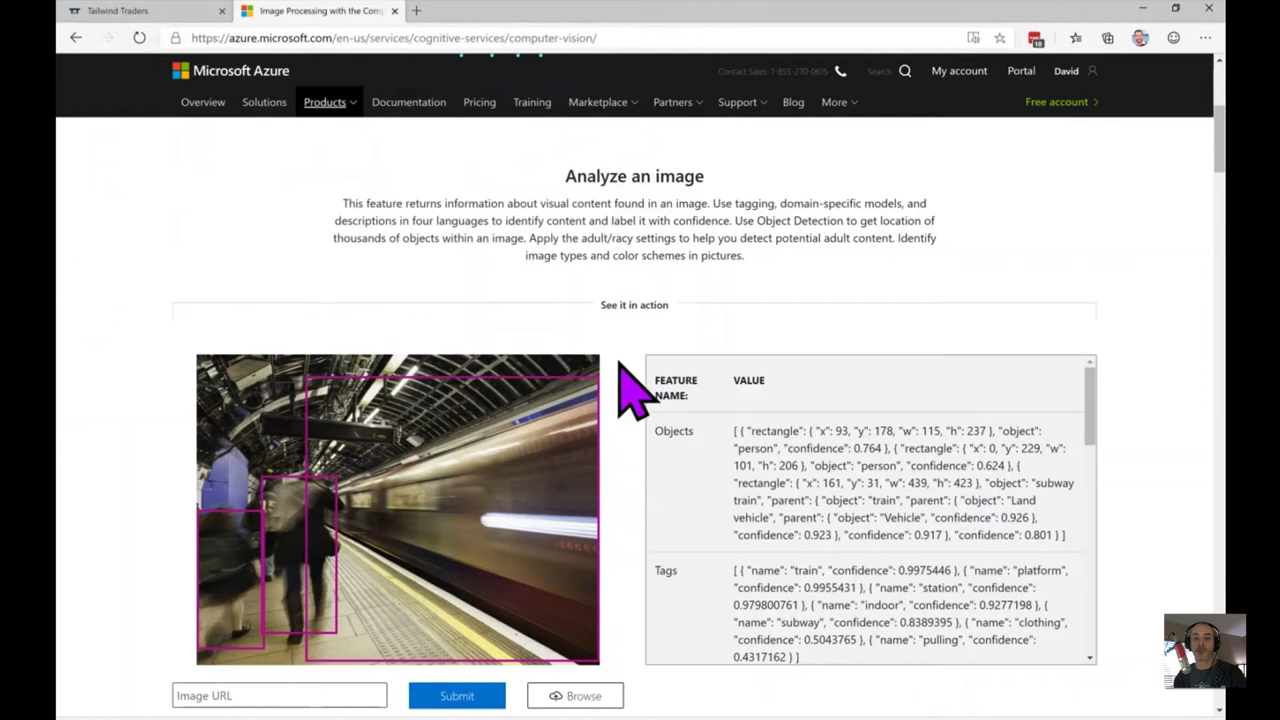 Tailwind Traders
Image Processing with the Comp
https://azure.microsoft.com/en-us/services/cognitive-services/computer-vision/
10
Microsoft Azure
Contact Sales: 1-855-270-0615
Search
My account
Portal
David
Overview
Solutions
Products
Documentation
Pricing
Training
Marketplace
Partners
Support
Blog
More
Free account
Analyze an image
This feature returns information about visual content found in an image. Use tagging, domain-specific models, and
descriptions in four languages to identify content and label it with confidence. Use Object Detection to get location of
thousands of objects within an image. Apply the adult/racy settings to help you detect potential adult content. Identify
image types and color schemes in pictures.
See it in action
FEATURE
NAME:
VALUE
Objects
[ { "rectangle": { "x": 93, "y": 178, "w": 115, "h": 237 }, "object":
"person", "confidence": 0.764 }, { "rectangle": { "x": 0, "y": 229, "w":
101, "h": 206 }, "object": "person", "confidence": 0.624 }, {
"rectangle": { "x": 161, "y": 31, "w": 439, "h": 423 }, "object": "subway
train", "parent": { "object": "train", "parent": { "object": "Land
vehicle", "parent": { "object": "Vehicle", "confidence": 0.926 },
"confidence": 0.923 }, "confidence": 0.917 }, "confidence": 0.801 } ]
Tags
[ { "name": "train", "confidence": 0.9975446 }, { "name": "platform",
"confidence": 0.9955431 }, { "name": "station", "confidence":
0.979800761 }, { "name": "indoor", "confidence": 0.9277198 }, {
"name": "subway", "confidence": 0.8389395 }, { "name": "clothing",
"confidence": 0.5043765 }, { "name": "pulling", "confidence":
0.4317162 } ]
Image URL
Submit
Browse